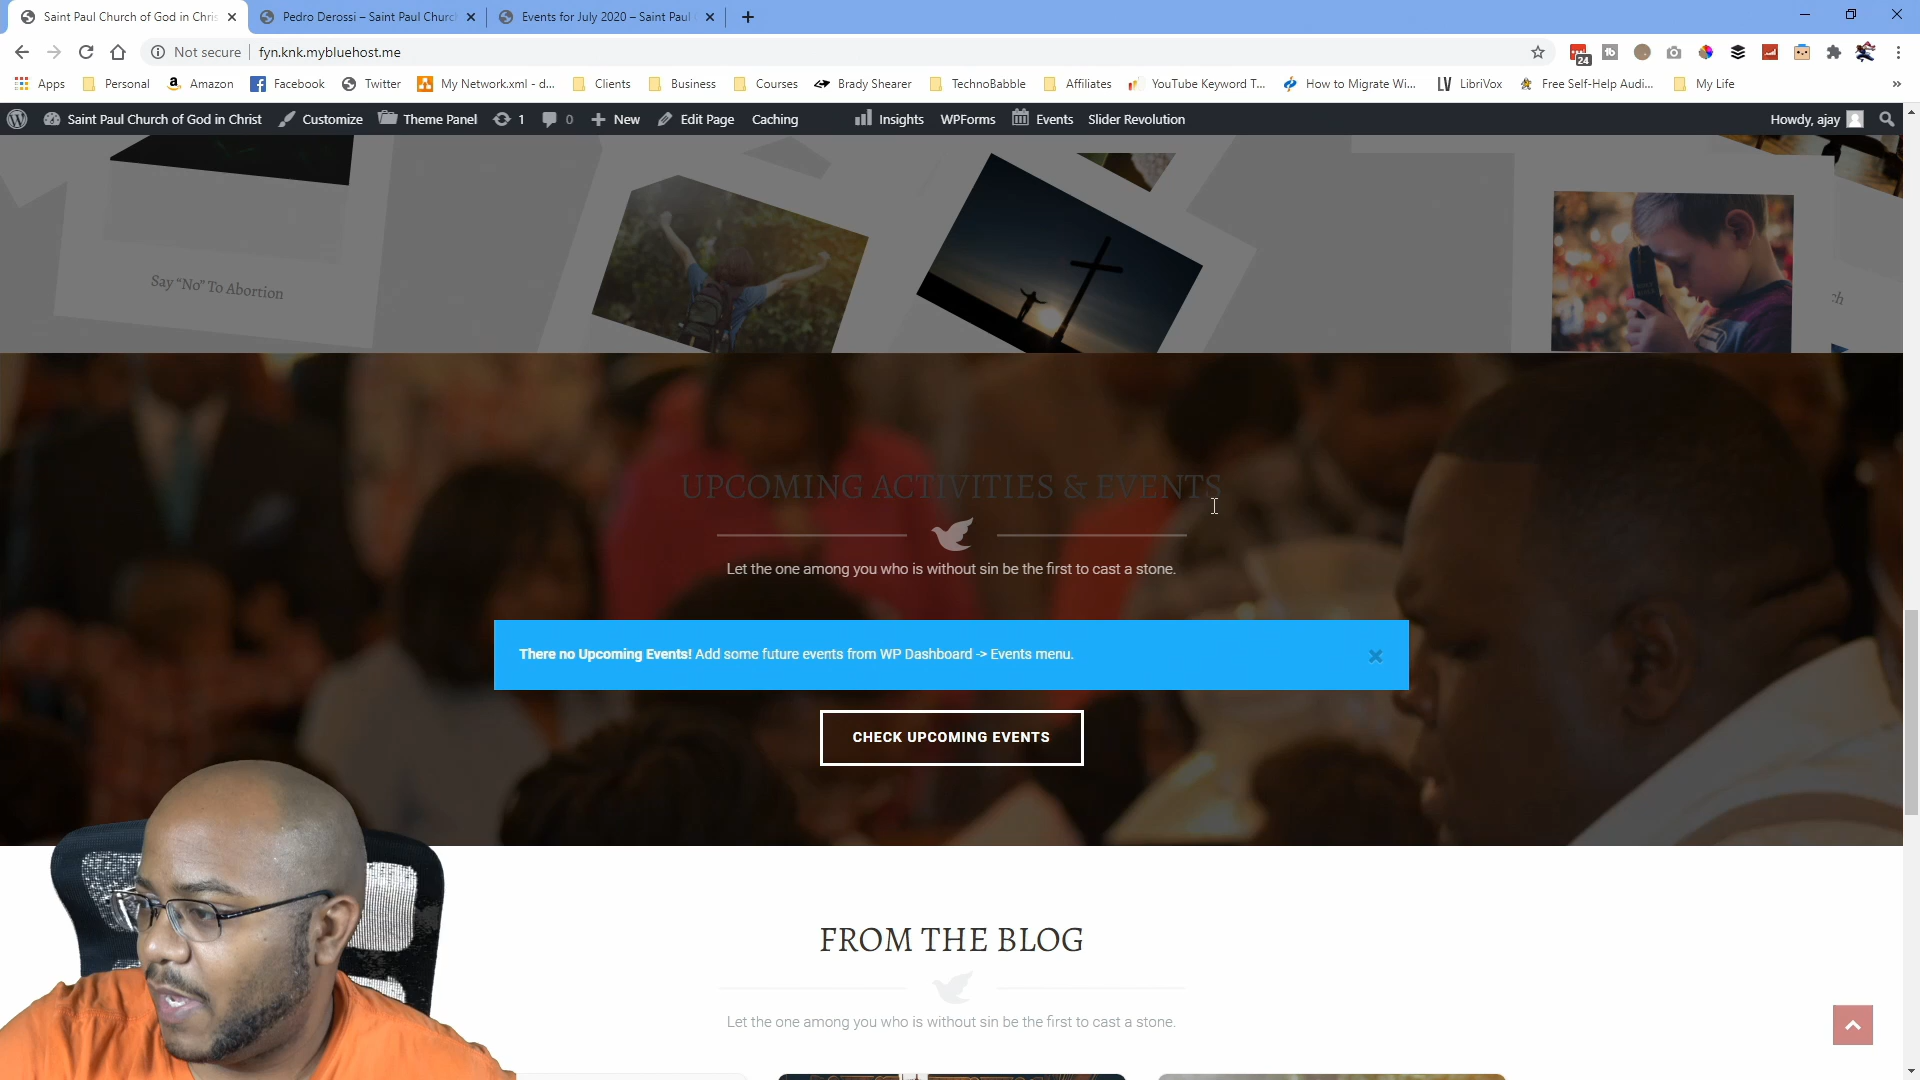 Saint Paul Church of God in Chris
Pedro Derossi – Saint Paul Churc
Events for July 2020 – Saint Paul
Not secure
fyn.knk.mybluehost.me
24
Apps
Personal
Amazon
Facebook
Twitter
My Network.xml - d...
Clients
Business
Courses
Brady Shearer
TechnoBabble
Affiliates
YouTube Keyword T...
How to Migrate Wi...
LibriVox
Free Self-Help Audi...
My Life
»
Saint Paul Church of God in Christ
Customize
Theme Panel
1
0
New
Edit Page
Caching
Insights
WPForms
Events
Slider Revolution
Howdy, ajay
Say “No” To Abortion
ch
UPCOMING ACTIVITIES & EVENTS
Let the one among you who is without sin be the first to cast a stone.
There no Upcoming Events! Add some future events from WP Dashboard -> Events menu.
CHECK UPCOMING EVENTS
FROM THE BLOG
Let the one among you who is without sin be the first to cast a stone.